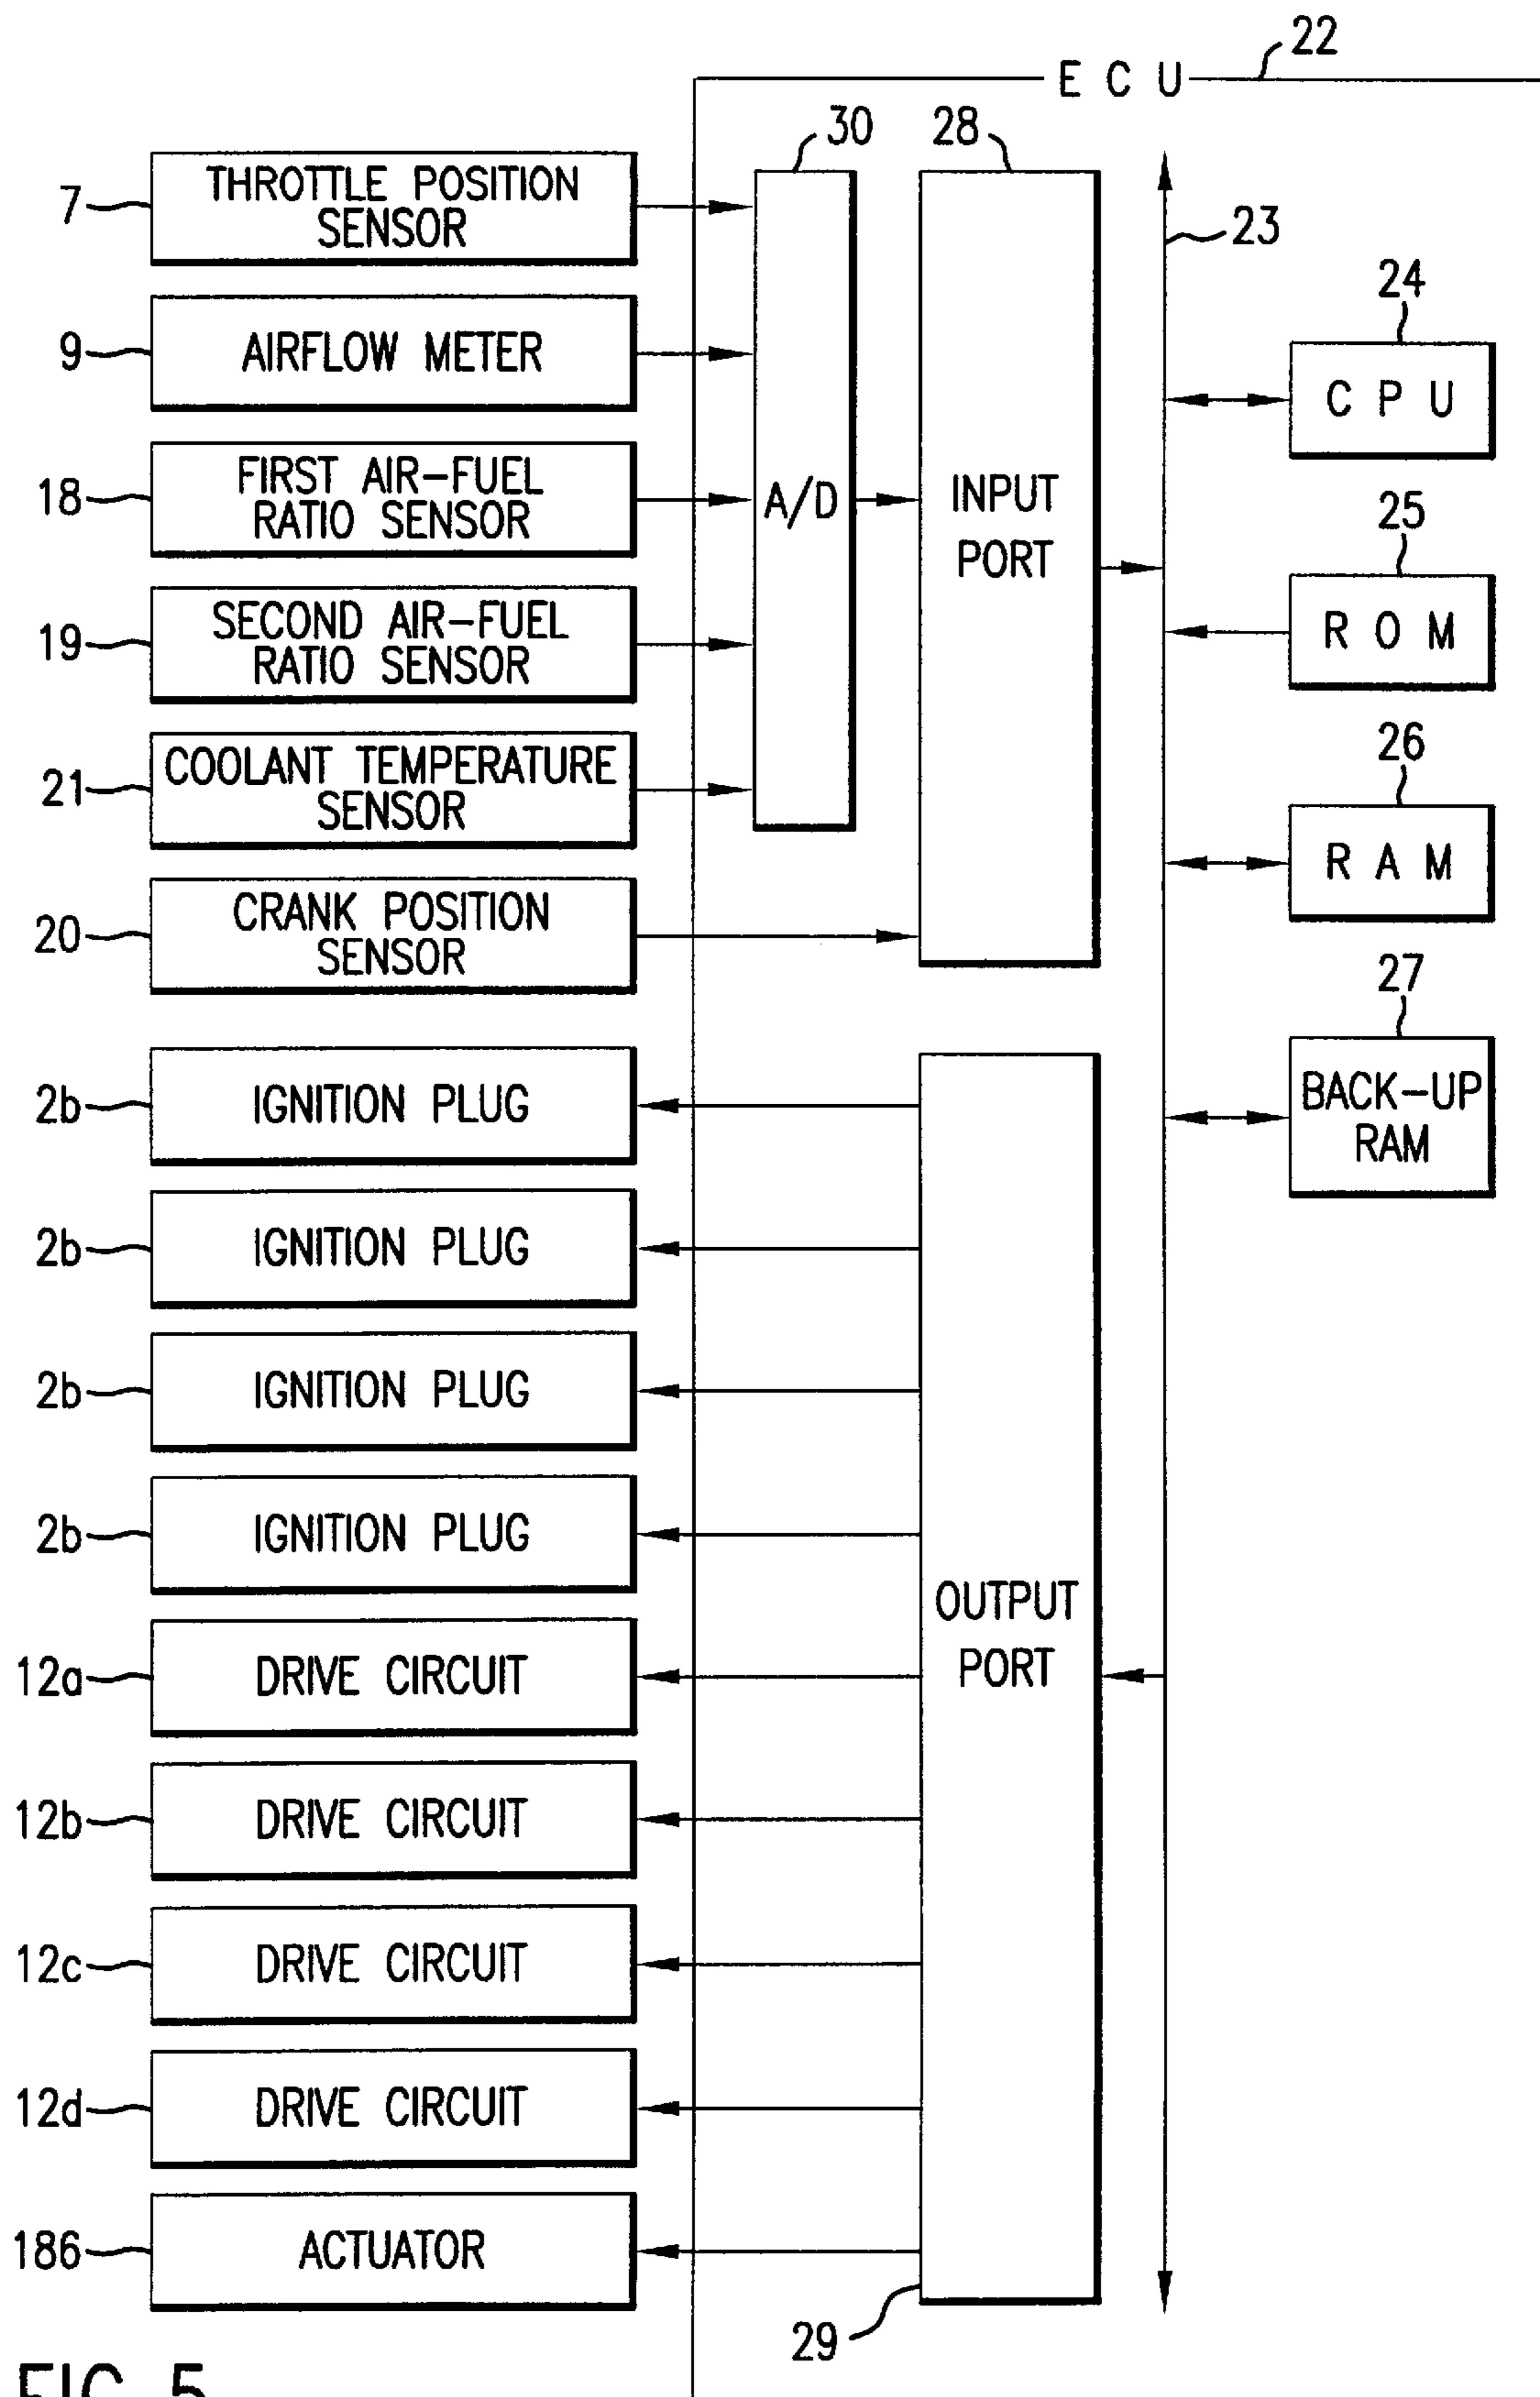 22
E C U
30
28
7
THROTTLE POSITION
SENSOR
23
9
AIRFLOW METER
24
C P U
18
FIRST AIR-FUEL
RATIO SENSOR
A/D
INPUT
PORT
25
R O M
19
SECOND AIR-FUEL
RATIO SENSOR
21
COOLANT TEMPERATURE
SENSOR
26
R A M
20
CRANK POSITION
SENSOR
27
BACK-UP
RAM
2b
IGNITION PLUG
2b
IGNITION PLUG
2b
IGNITION PLUG
2b
IGNITION PLUG
OUTPUT
PORT
12a
DRIVE CIRCUIT
12b
DRIVE CIRCUIT
12c
DRIVE CIRCUIT
12d
DRIVE CIRCUIT
186
ACTUATOR
29
FIG. 5